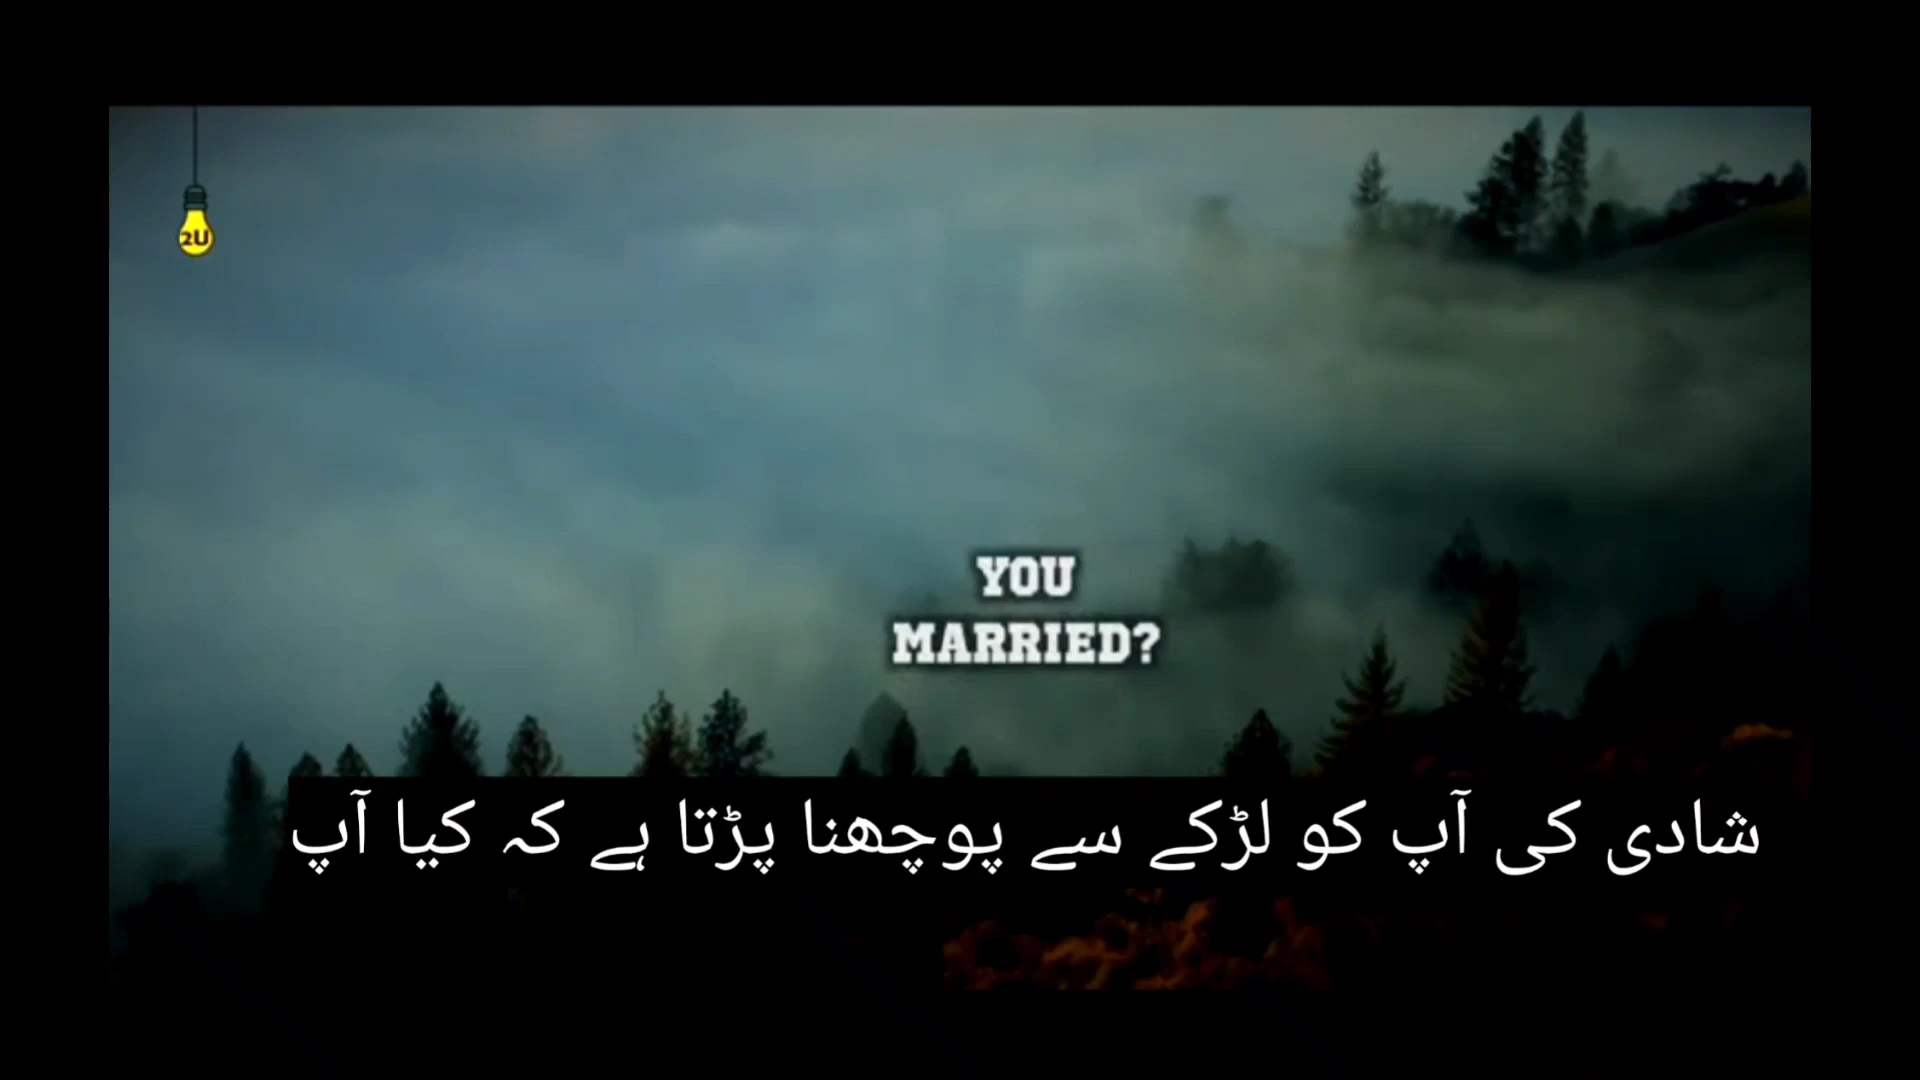 2U
YOU
MARRIED?
شادی کی آپ کو لڑکے سے پوچھنا پڑتا ہے کہ کیا آپ